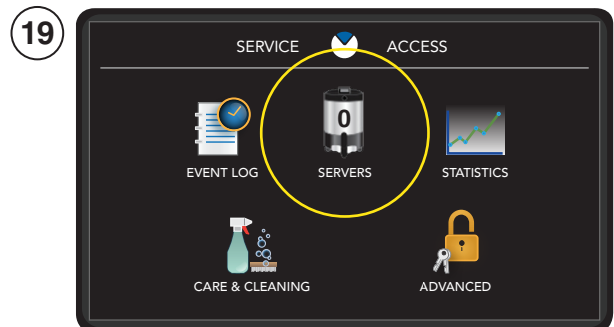 19
SERVICE ACCESS
0
EVENT LOG SERVERS STATISTICS
CARE & CLEANING ADVANCED